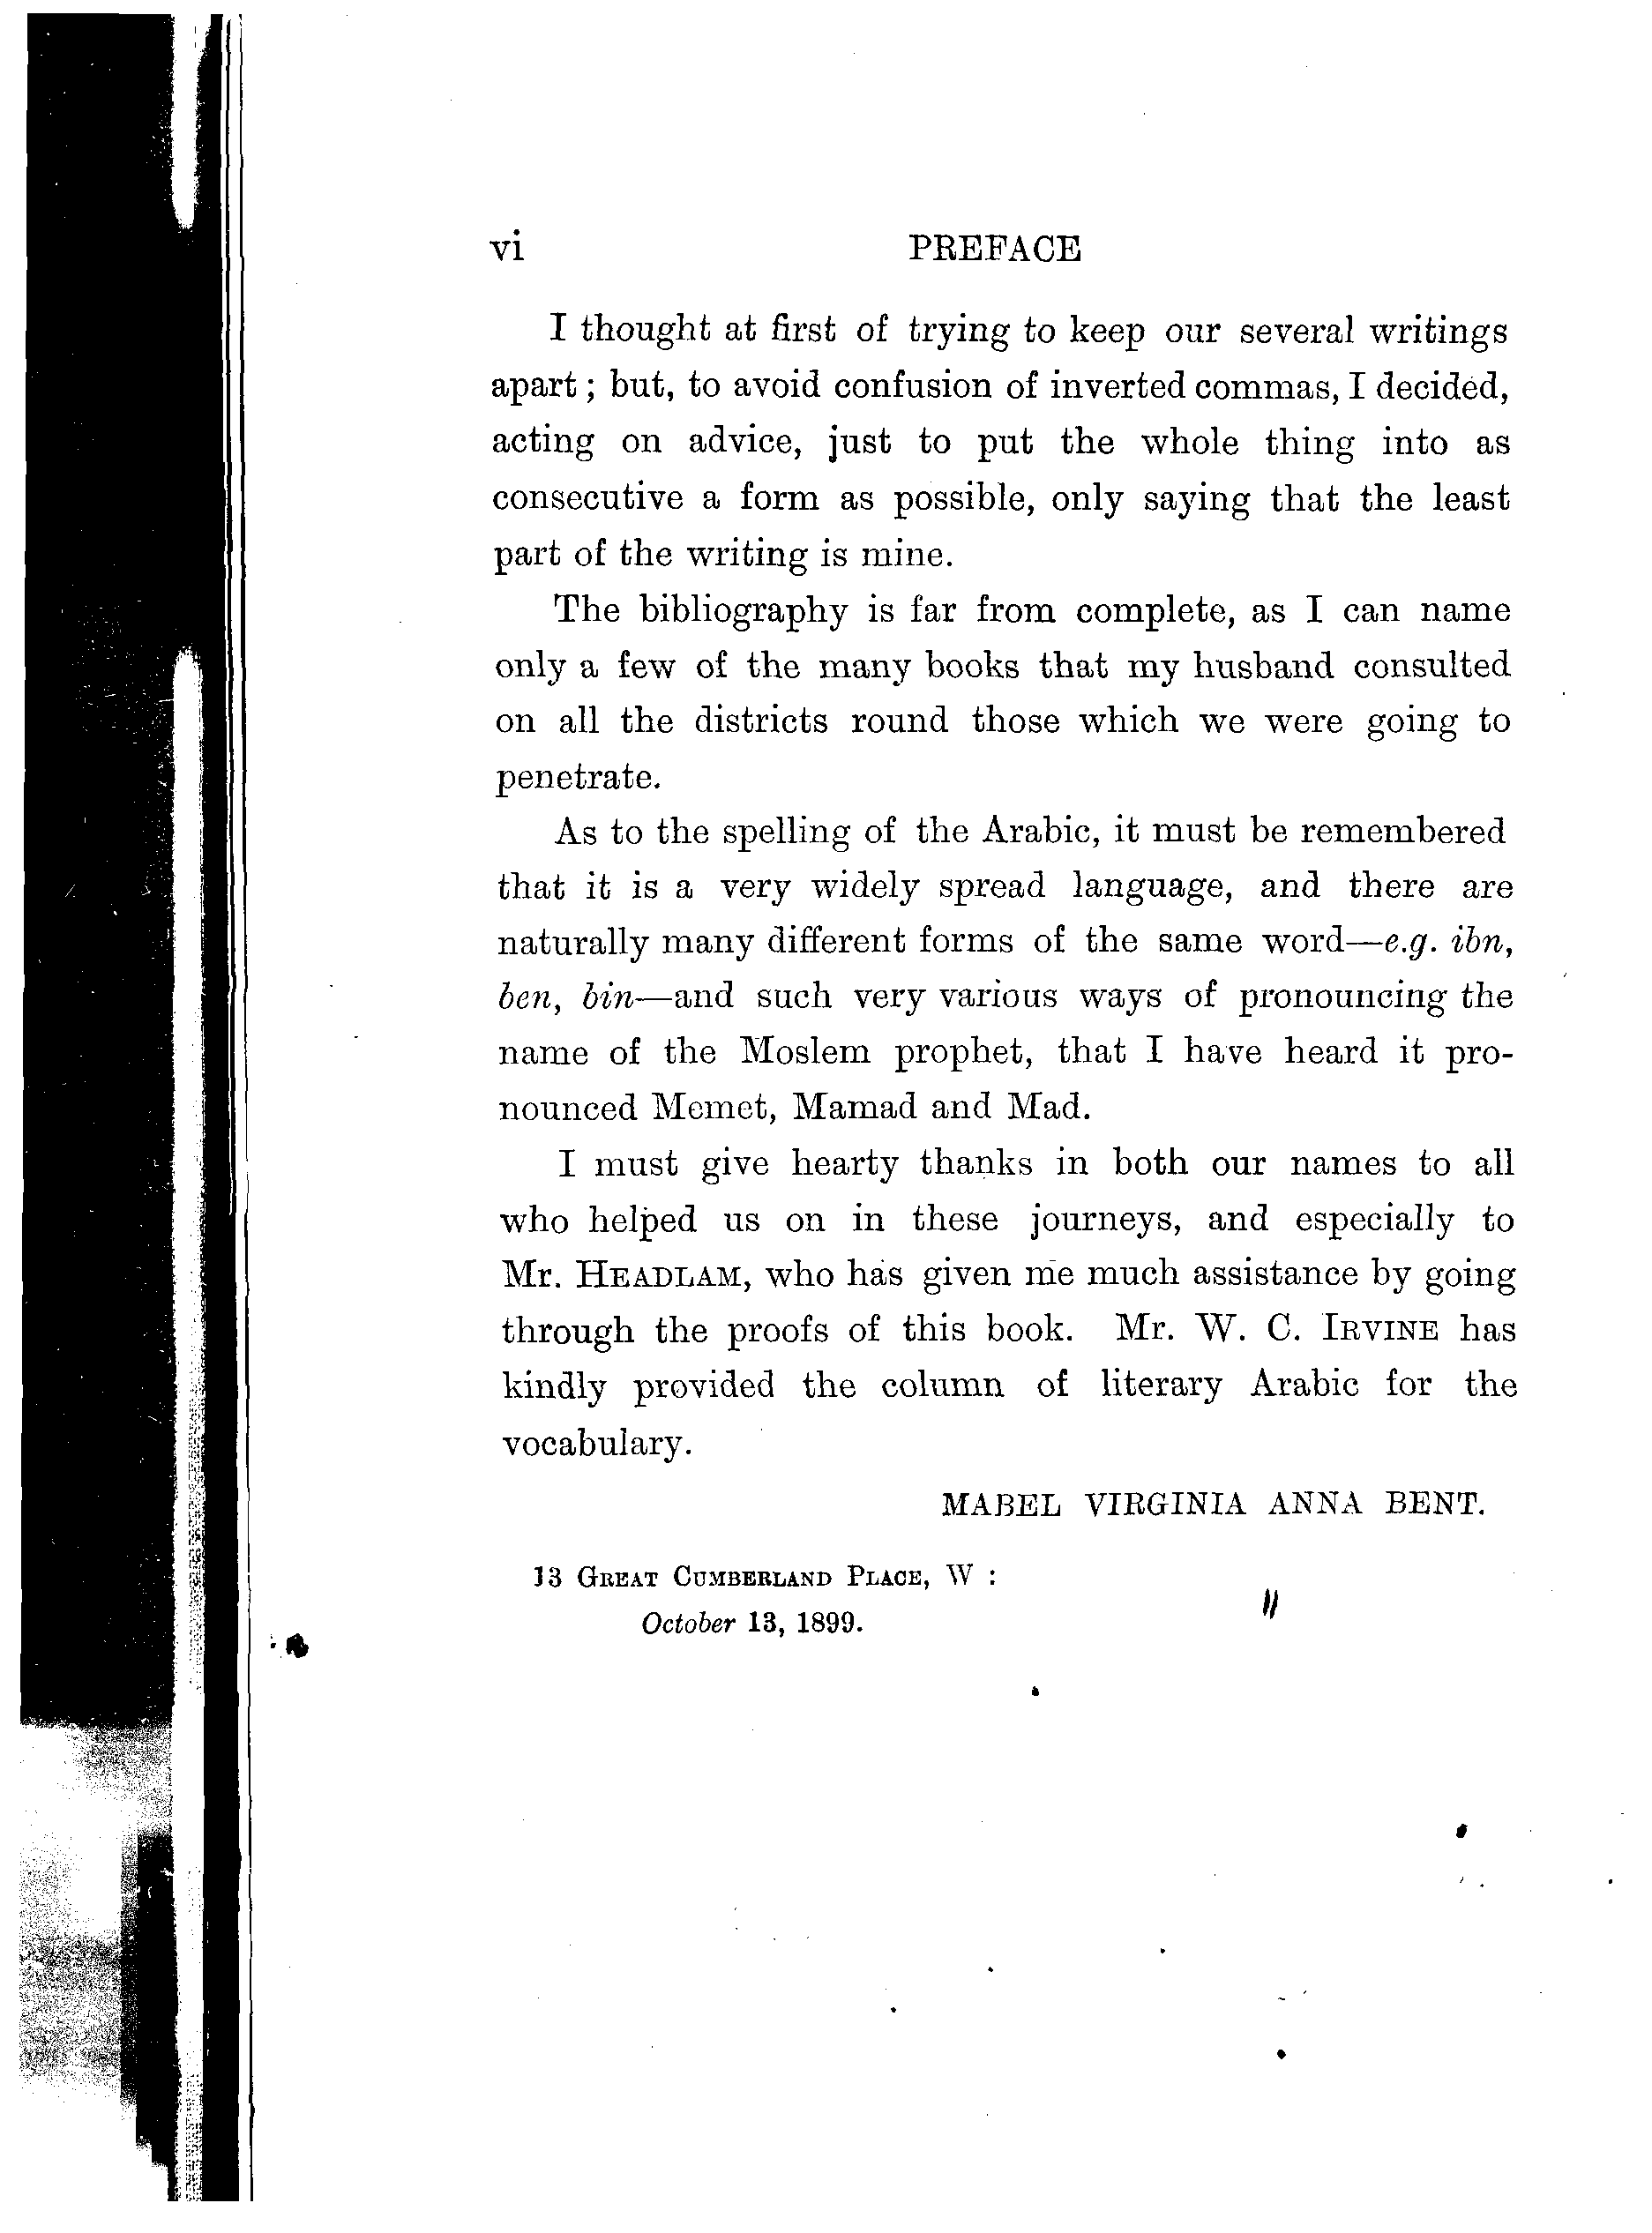 vi PREFACE
I thought at first of trying to keep our several writings
apart ; but, to avoid confusion of inverted commas, I decided,
acting on advice, just to put the whole thing into as
consecutive a form as possible, only saying that the least
part of the writing is mine.
The bibliography is far from complete, as I can name
only a few of the many books that my husband consulted
on all the districts round those which we were going to
penetrate.
As to the spelling of the Arabic, it must be remembered
that it is a very widely spread language, and there are
naturally many different forms of the same word—e.g. ibn,
ben, bin—and such very various ways of pronouncing the
name of the Moslem prophet, that I have heard it pro-
nounced Memet, Mamad and Mad.
I must give hearty thanks in both our names to all
who helped us on in these journeys, and especially to
Mr. HEADLAM, who has given me much assistance by going
through the proofs of this book. Mr. W. C. IRVINE has
kindly provided the column of literary Arabic for the
vocabulary.
MABEL VIRGINIA ANNA BENT.
13 GREAT CUMBERLAND PLACE, W :
October 13, 1899.